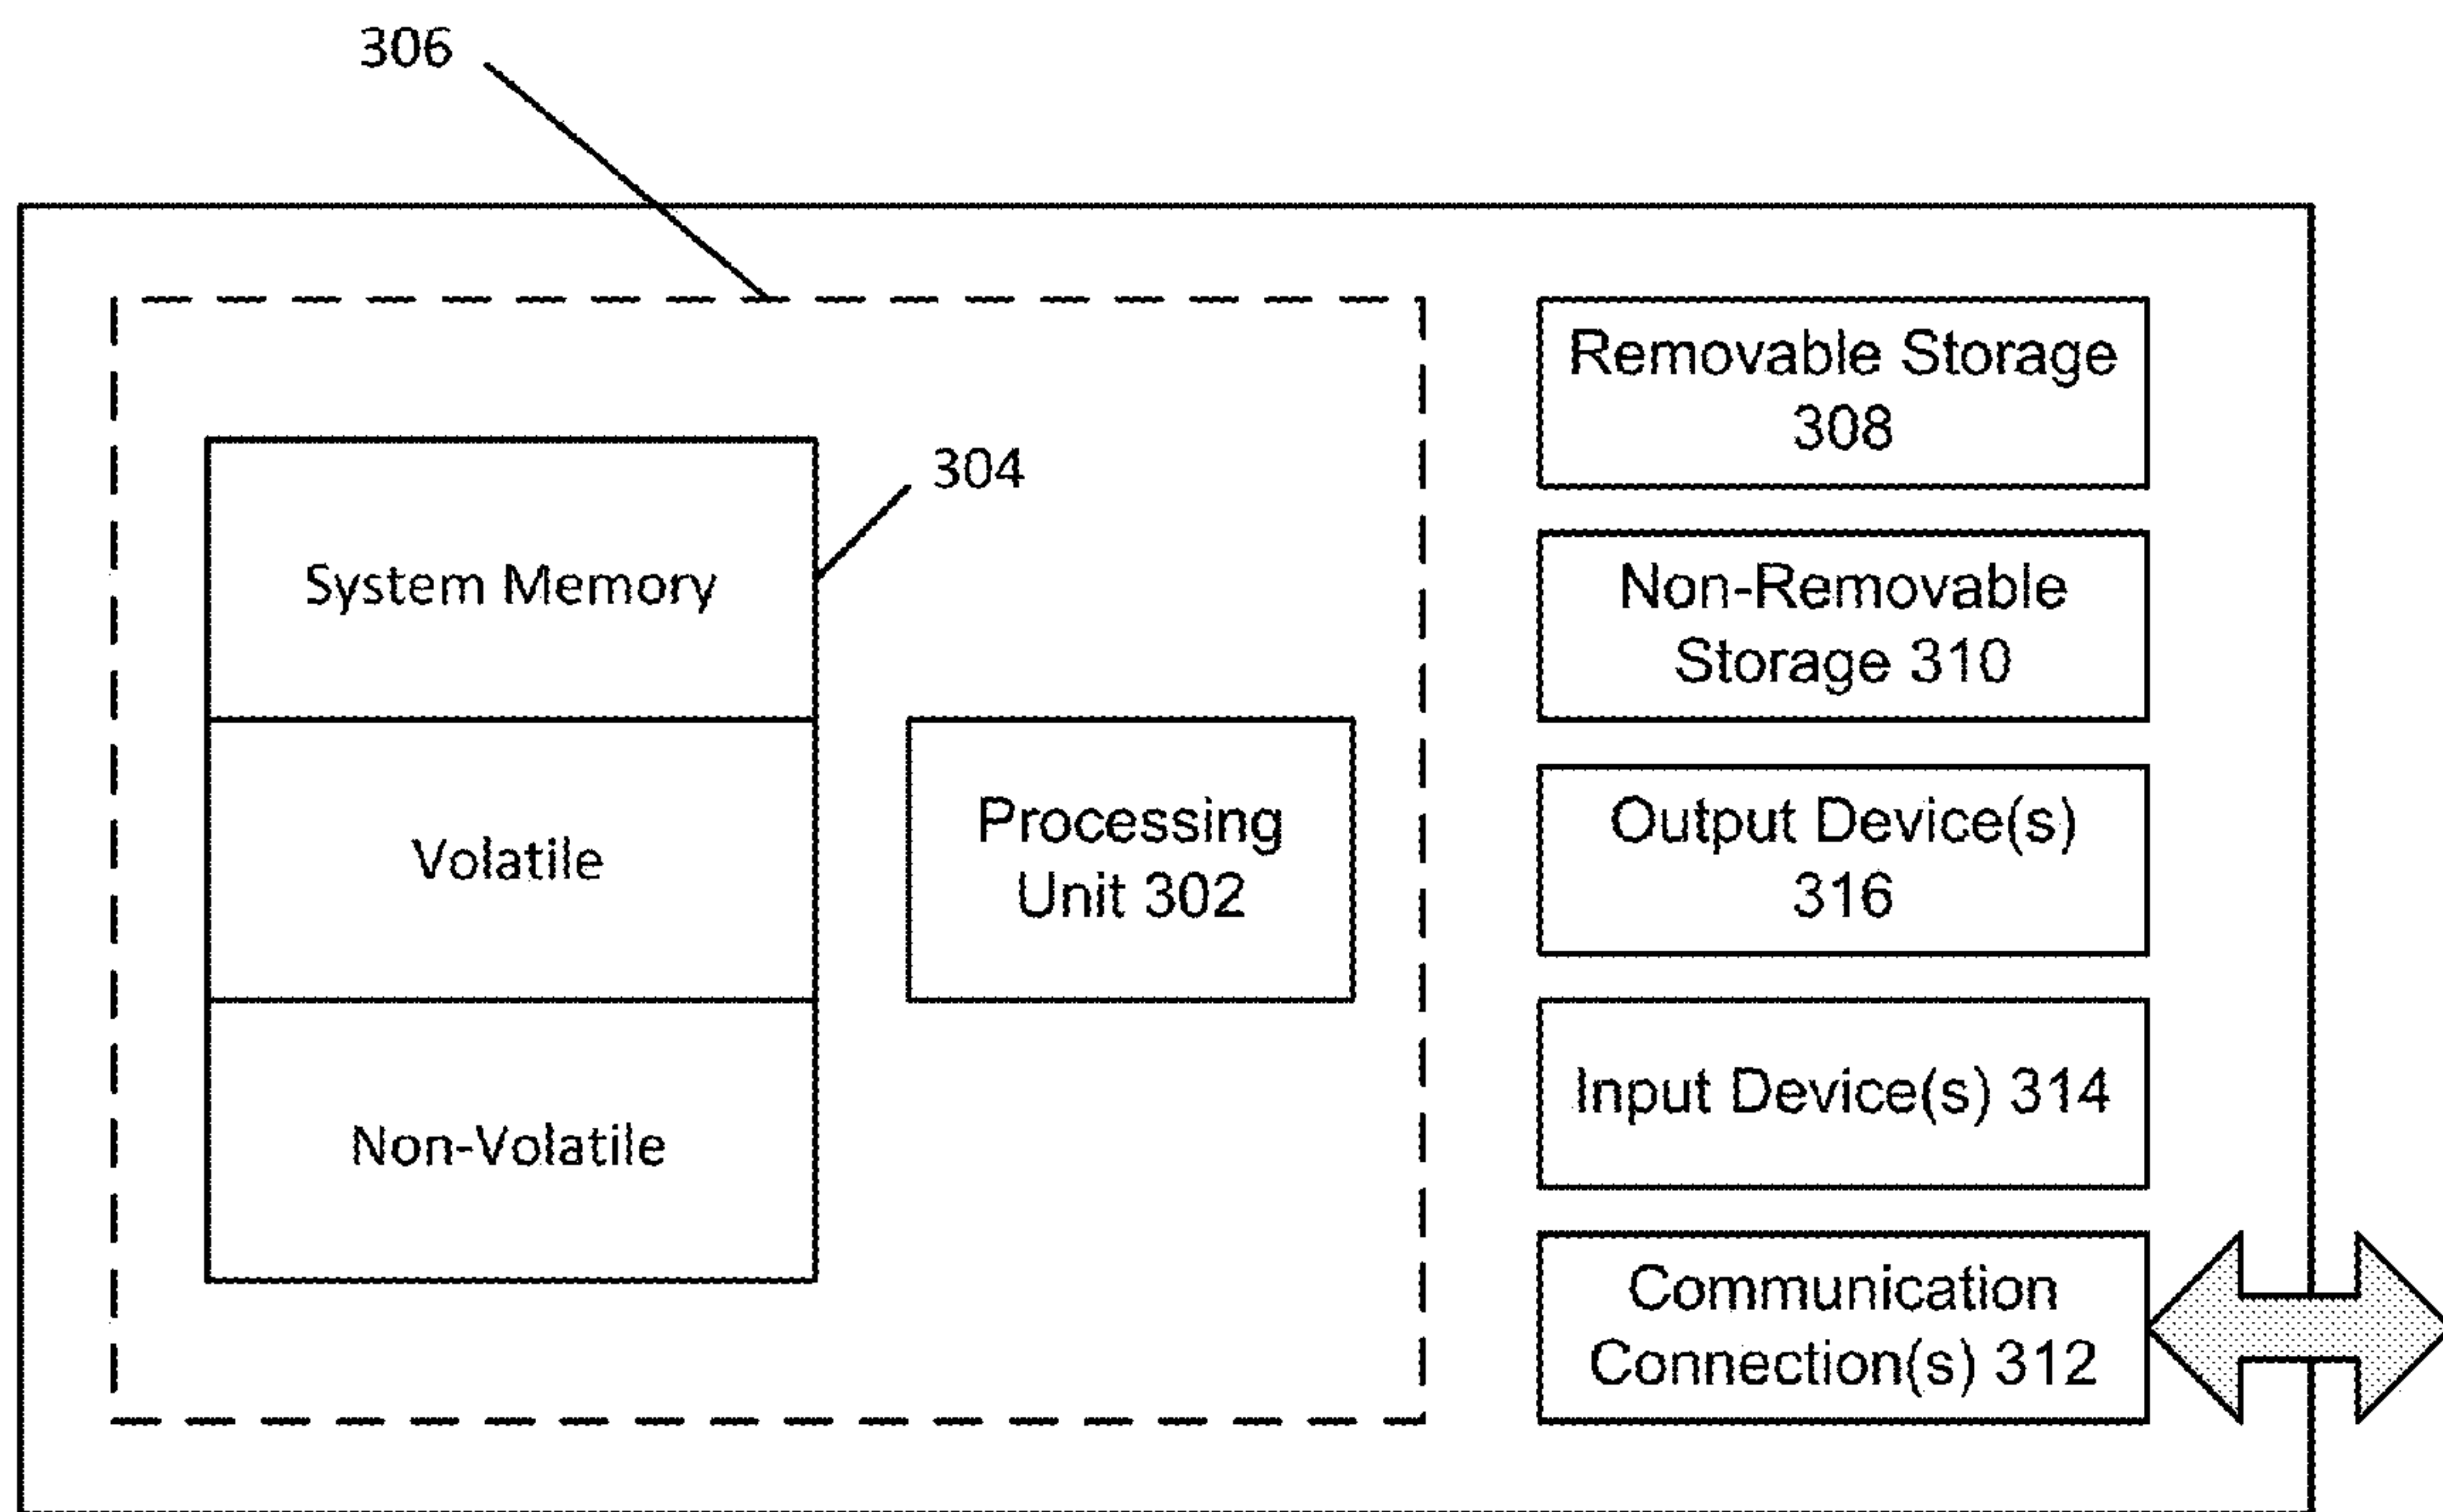 306
304
System Memory
Volatile
Non-Volatile
Processing
Unit 302
Removable Storage
308
Non-Removable
Storage 310
Output Device(s)
316
Input Device(s) 314
Communication
Connection(s) 312